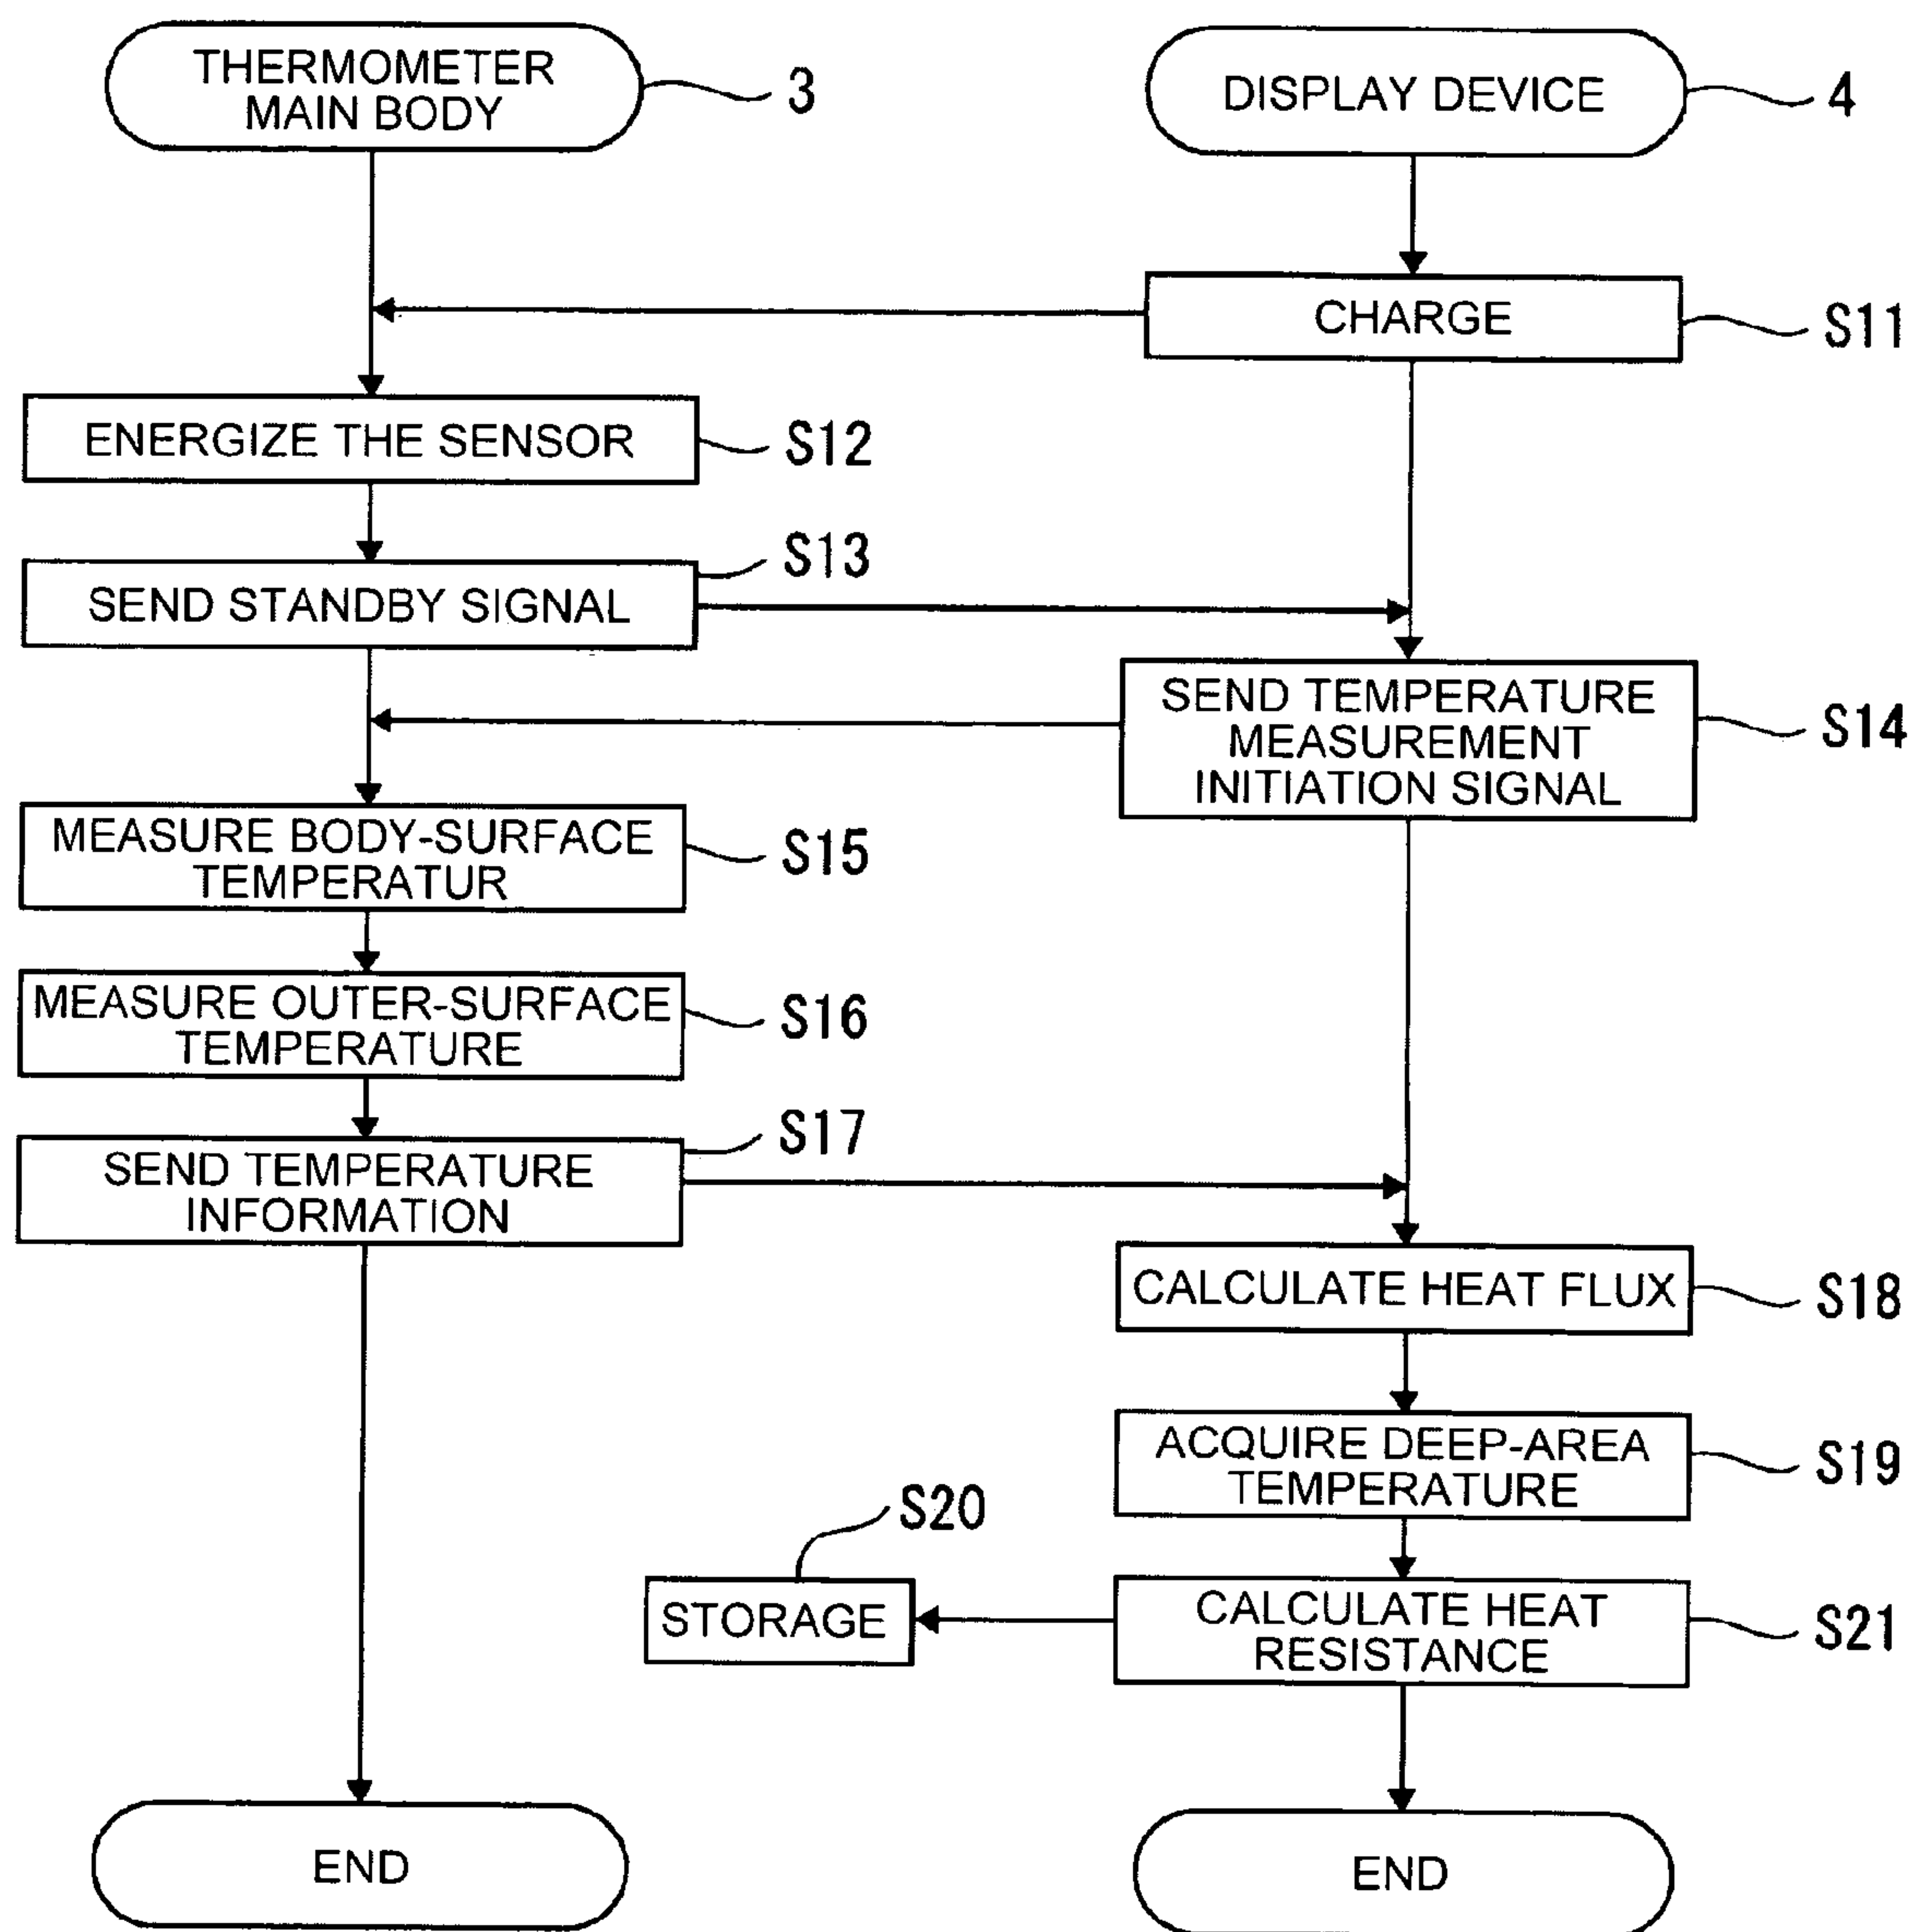 THERMOMETER
MAIN BODY
3
DISPLAY DEVICE
4
CHARGE
S11
ENERGIZE THE SENSOR
S12
SEND STANDBY SIGNAL
S13
SEND TEMPERATURE
MEASUREMENT
INITIATION SIGNAL
S14
MEASURE BODY-SURFACE
TEMPERATUR
S15
MEASURE OUTER-SURFACE
TEMPERATURE
S16
SEND TEMPERATURE
INFORMATION
S17
CALCULATE HEAT FLUX
S18
ACQUIRE DEEP-AREA
TEMPERATURE
S19
S20
STORAGE
CALCULATE HEAT
RESISTANCE
S21
END
END